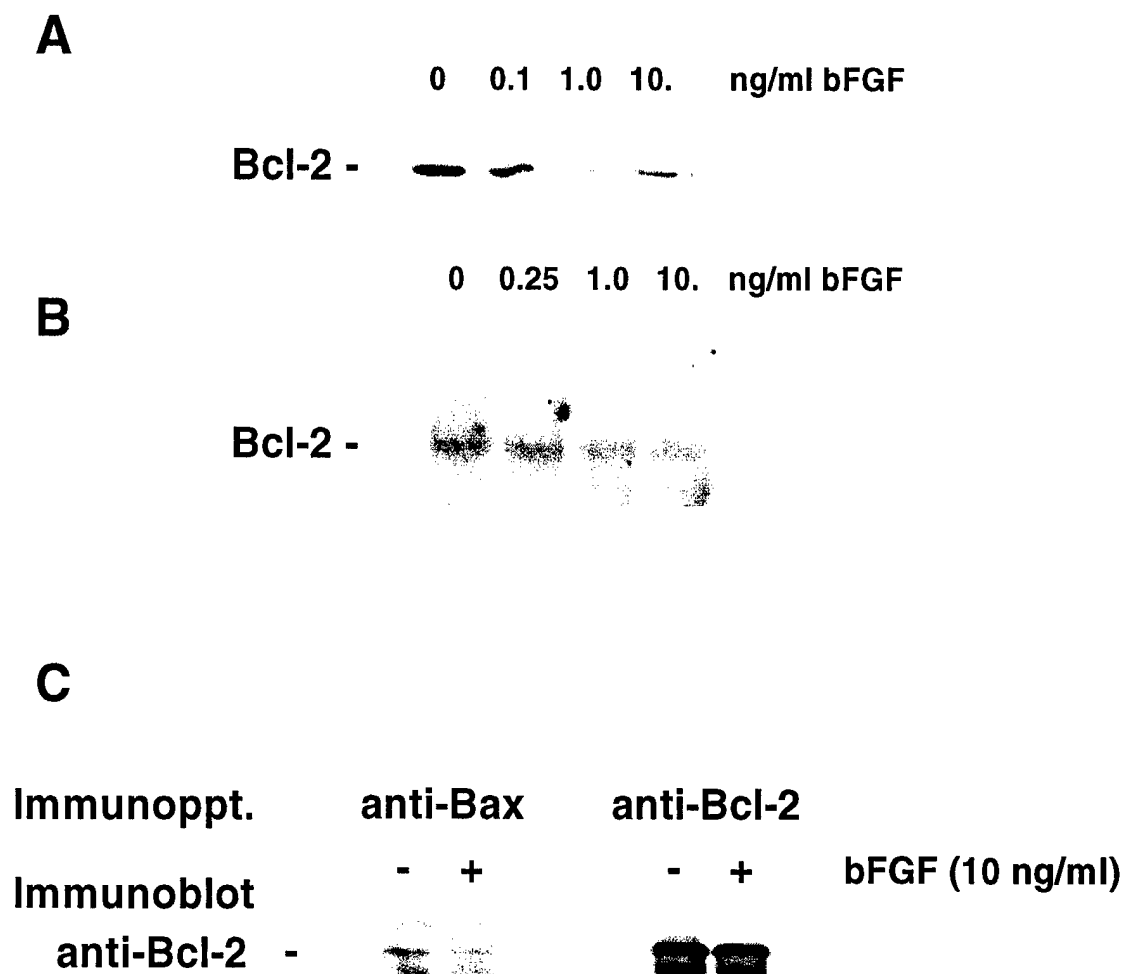 A
0 0.1 1.0 10. ng/ml bFGF
Bcl-2 -
0 0.25 1.0 10. ng/ml bFGF
B
Bcl-2 -
C
Immunoppt. anti-Bax anti-Bcl-2
- + - + bFGF (10 ng/ml)
Immunoblot
anti-Bcl-2 -